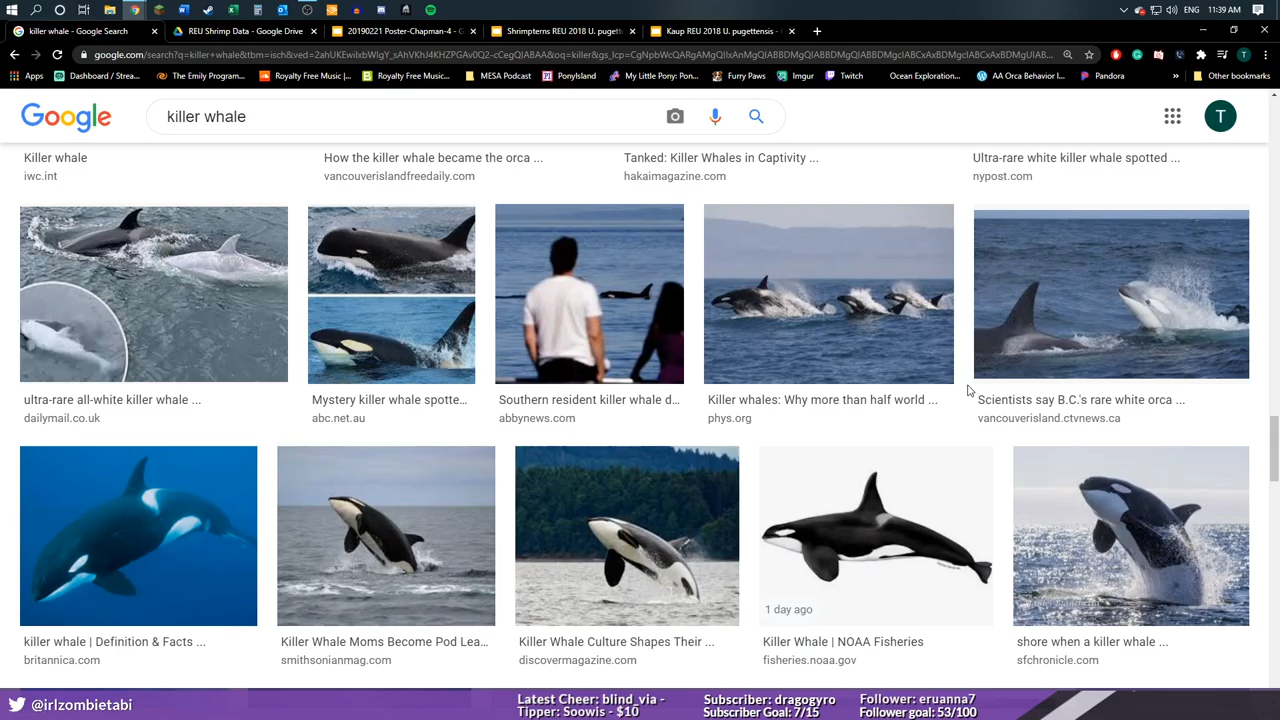 ENG 11:39 AM
killer whale - Google Search
REU Shrimp Data - Google Drive
20190221 Poster-Chapman-4 - G
Shrimpterns REU 2018 U. pugett
Kaup REU 2018 U. pugettensis -
Apps
Dashboard / Strea...
The Emily Program...
Royalty Free Music |...
Royalty Free Music...
MESA Podcast
PonyIsland
My Little Pony: Pon...
Furry Paws
Imgur
Twitch
Ocean Exploration...
AA Orca Behavior I...
Pandora
»
Other bookmarks
Google
killer whale
T
Killer whale
iwc.int
How the killer whale became the orca ...
vancouverislandfreedaily.com
Tanked: Killer Whales in Captivity ...
hakaimagazine.com
Ultra-rare white killer whale spotted ...
nypost.com
ultra-rare all-white killer whale ...
dailymail.co.uk
Mystery killer whale spotte...
abc.net.au
Southern resident killer whale d...
abbynews.com
Killer whales: Why more than half world ...
phys.org
Scientists say B.C.'s rare white orca ...
vancouverisland.ctvnews.ca
1 day ago
killer whale | Definition & Facts ...
britannica.com
Killer Whale Moms Become Pod Lea...
smithsonianmag.com
Killer Whale Culture Shapes Their ...
discovermagazine.com
Killer Whale | NOAA Fisheries
fisheries.noaa.gov
shore when a killer whale ...
sfchronicle.com
@irlzombietabi
Latest Cheer: blind_via -
Tipper: Soowis - $10
Subscriber: dragogyro
Subscriber Goal: 7/15
Follower: eruanna7
Follower goal: 53/100